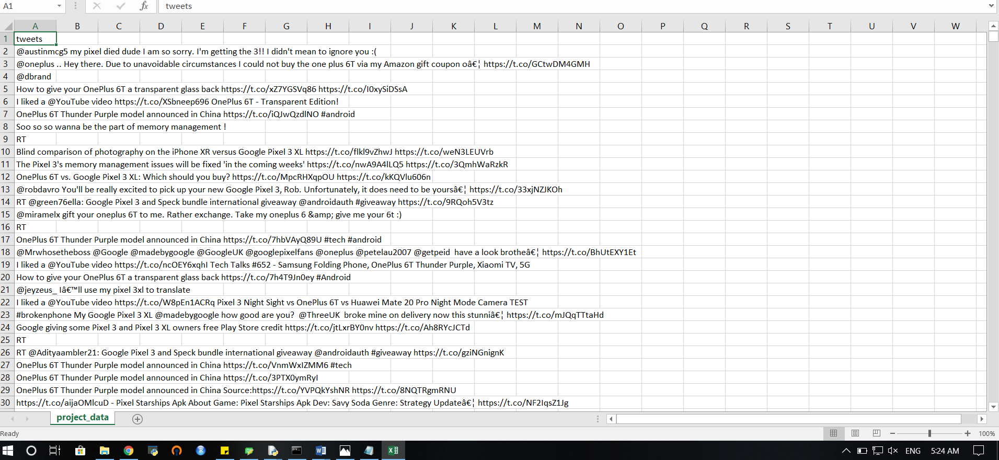 A1 fx tweets
A B C D E F G H I J K L M N O P Q R S T U V W
1 tweets
2 @austinmcg5 my pixel died dude I am so sorry. I'm getting the 3!! I didn't mean to ignore you :(
3 @oneplus .. Hey there. Due to unavoidable circumstances I could not buy the one plus 6T via my Amazon gift coupon oâ€¦ https://t.co/GCtwDM4GMH
4 @dbrand
5 How to give your OnePlus 6T a transparent glass back https://t.co/xZ7YGSVq86 https://t.co/I0xySiDSsA
6 I liked a @YouTube video https://t.co/XSbneep696 OnePlus 6T - Transparent Edition!
7 OnePlus 6T Thunder Purple model announced in China https://t.co/iQJwQzdlNO #android
8 Soo so so wanna be the part of memory management !
9 RT
10 Blind comparison of photography on the iPhone XR versus Google Pixel 3 XL https://t.co/flkl9vZhwJ https://t.co/weN3LEUVrb
11 The Pixel 3's memory management issues will be fixed 'in the coming weeks' https://t.co/nwA9A4lLQ5 https://t.co/3QmhWaRzkR
12 OnePlus 6T vs. Google Pixel 3 XL: Which should you buy? https://t.co/MpcRHXqpOU https://t.co/kKQVlu606n
13 @robdavro You'll be really excited to pick up your new Google Pixel 3, Rob. Unfortunately, it does need to be yoursâ€¦ https://t.co/33xjNZJKOh
14 RT @green76ella: Google Pixel 3 and Speck bundle international giveaway @androidauth #giveaway https://t.co/9RQoh5V3tz
15 @miramelx gift your oneplus 6T to me. Rather exchange. Take my oneplus 6 &amp; give me your 6t :)
16 RT
17 OnePlus 6T Thunder Purple model announced in China https://t.co/7hbVAyQ89U #tech #android
18 @Mrwhosetheboss @Google @madebygoogle @GoogleUK @googlepixelfans @oneplus @petelau2007 @getpeid  have a look brotheâ€¦ https://t.co/BhUtEXY1Et
19 I liked a @YouTube video https://t.co/ncOEY6xqhI Tech Talks #652 - Samsung Folding Phone, OnePlus 6T Thunder Purple, Xiaomi TV, 5G
20 How to give your OnePlus 6T a transparent glass back https://t.co/7h4T9Jn0ey #Android
21 @jeyzeus_ Iâ€™ll use my pixel 3xl to translate
22 I liked a @YouTube video https://t.co/W8pEn1ACRq Pixel 3 Night Sight vs OnePlus 6T vs Huawei Mate 20 Pro Night Mode Camera TEST
23 #brokenphone My Google Pixel 3 XL @madebygoogle how good are you?  @ThreeUK  broke mine on delivery now this stunniâ€¦ https://t.co/mJQqTTtaHd
24 Google giving some Pixel 3 and Pixel 3 XL owners free Play Store credit https://t.co/jtLxrBY0nv https://t.co/Ah8RYcJCTd
25 RT
26 RT @Adityaambler21: Google Pixel 3 and Speck bundle international giveaway @androidauth #giveaway https://t.co/gziNGnignK
27 OnePlus 6T Thunder Purple model announced in China https://t.co/VnmWxIZMM6 #tech
28 OnePlus 6T Thunder Purple model announced in China https://t.co/3PTX0ymRyI
29 OnePlus 6T Thunder Purple model announced in China Source:https://t.co/YVPQkYshNR https://t.co/8NQTRgmRNU
30 https://t.co/aijaOMlcuD - Pixel Starships Apk About Game: Pixel Starships Apk Dev: Savy Soda Genre: Strategy Updateâ€¦ https://t.co/NF2IqsZ1Jg
project_data
Ready 100%
ENG 5:24 AM